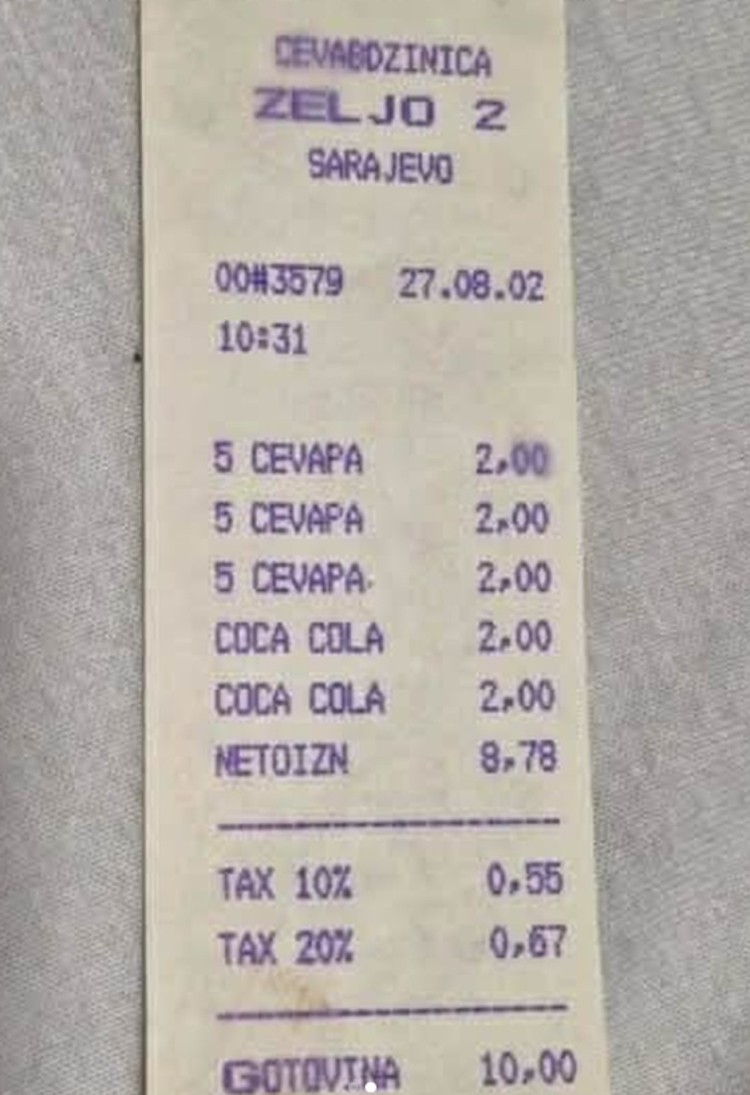 CEVABDZINICA
ZELJO 2
SARAJEVO
00#3579 27.08.02
10:31
5 CEVAPA 2,00
5 CEVAPA 2,00
5 CEVAPA 2,00
COCA COLA 2,00
COCA COLA 2,00
NETOIZN 8,78
TAX 10% 0,55
TAX 20% 0,67
GOTOVINA 10,00